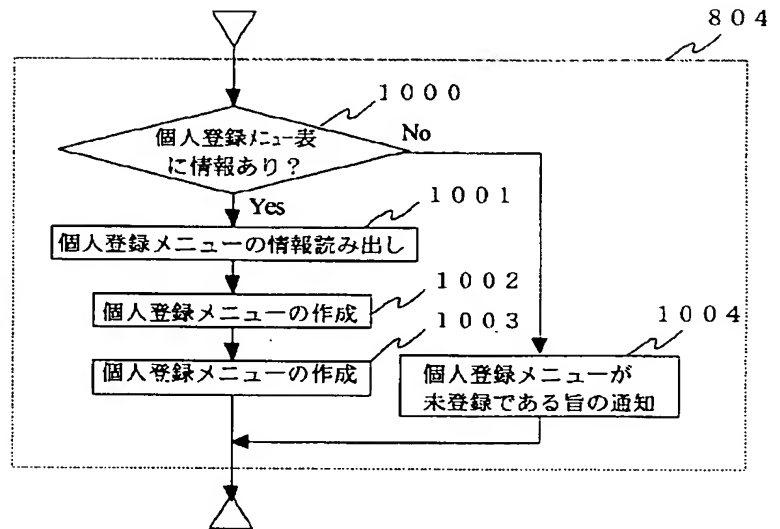 ８０４
１０００
個人登録メニュー表
に情報あり？
No
Yes
１００１
個人登録メニューの情報読み出し
１００２
個人登録メニューの作成
１００３
個人登録メニューの作成
１００４
個人登録メニューが
未登録である旨の通知